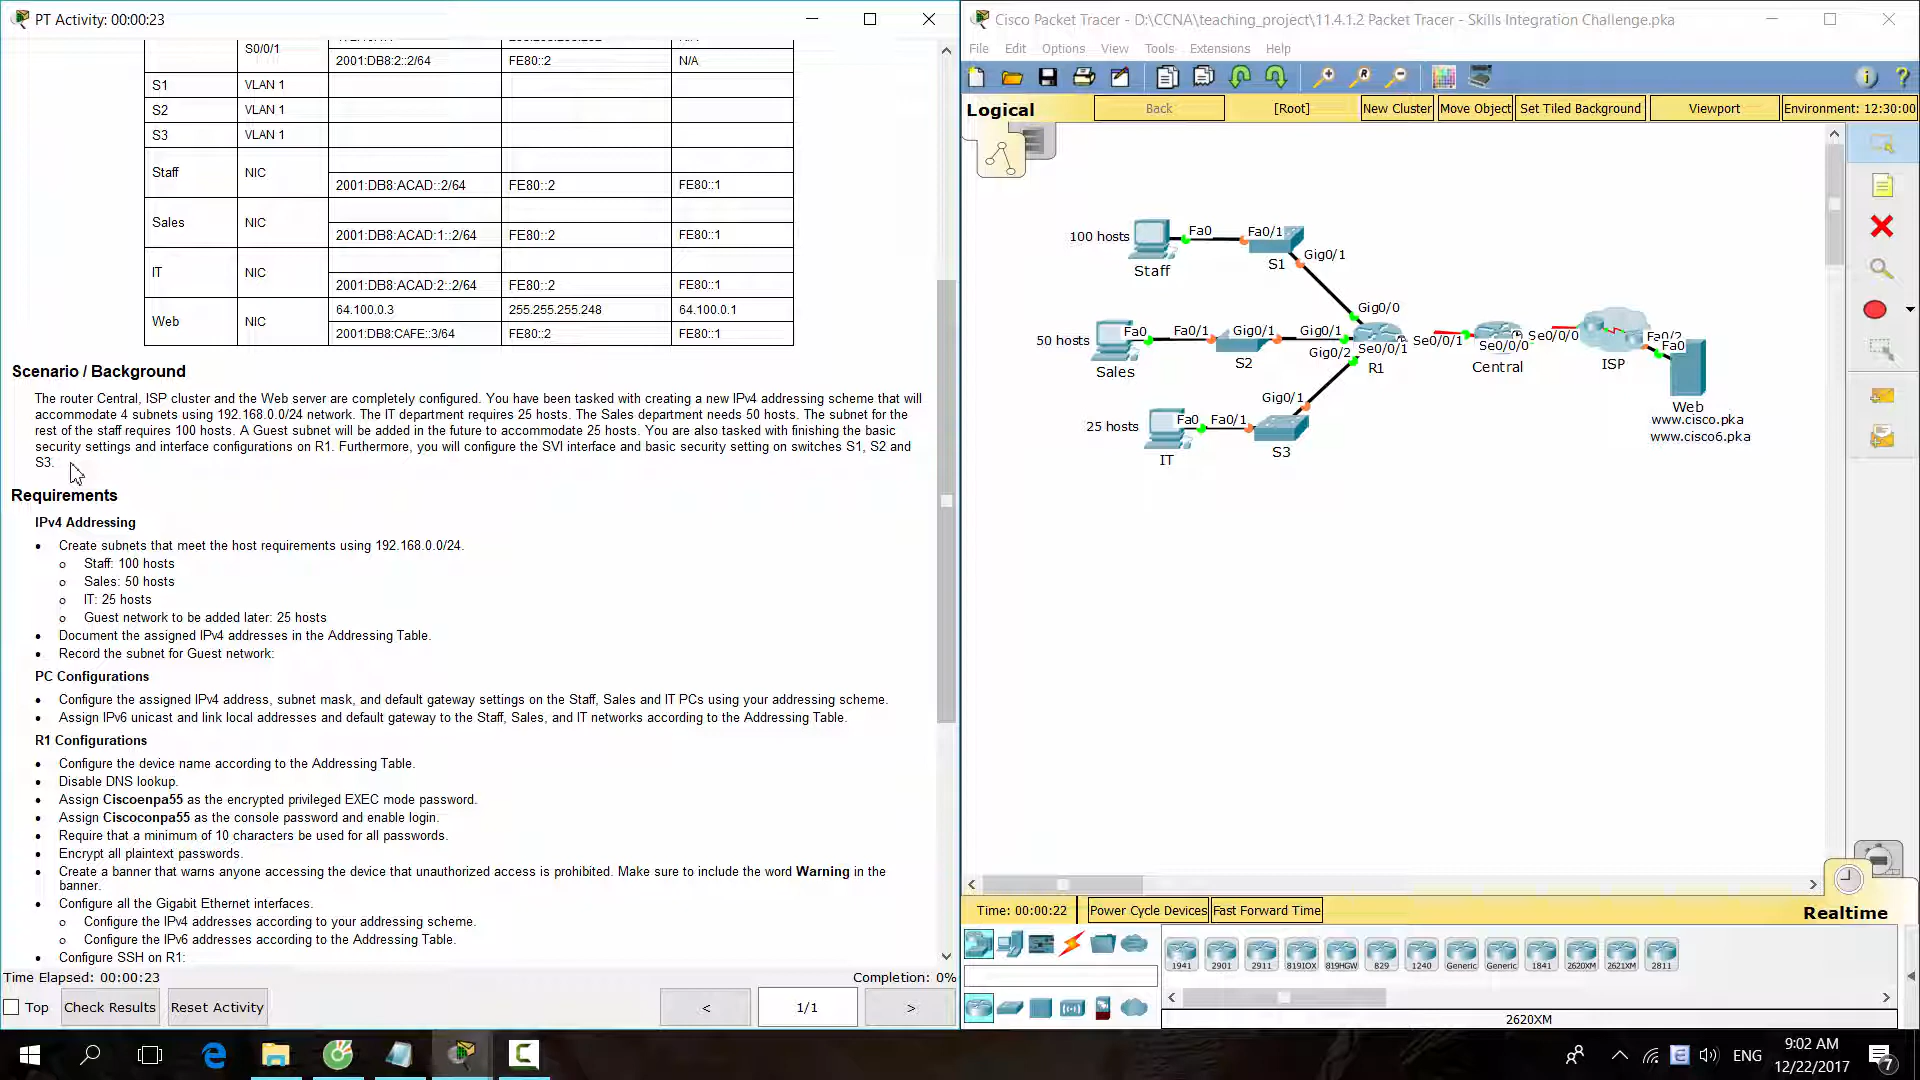 PT Activity: 00:00:23
S0/0/1
2001:DB8:2::2/64 FE80::2 N/A
S1 VLAN 1
S2 VLAN 1
S3 VLAN 1
Staff NIC
2001:DB8:ACAD::2/64 FE80::2 FE80::1
Sales NIC
2001:DB8:ACAD:1::2/64 FE80::2 FE80::1
IT NIC
2001:DB8:ACAD:2::2/64 FE80::2 FE80::1
Web NIC
64.100.0.3 255.255.255.248 64.100.0.1
2001:DB8:CAFE::3/64 FE80::2 FE80::1
Scenario / Background
The router Central, ISP cluster and the Web server are completely configured. You have been tasked with creating a new IPv4 addressing scheme that will
accommodate 4 subnets using 192.168.0.0/24 network. The IT department requires 25 hosts. The Sales department needs 50 hosts. The subnet for the
rest of the staff requires 100 hosts. A Guest subnet will be added in the future to accommodate 25 hosts. You are also tasked with finishing the basic
security settings and interface configurations on R1. Furthermore, you will configure the SVI interface and basic security setting on switches S1, S2 and
S3.
Requirements
IPv4 Addressing
• Create subnets that meet the host requirements using 192.168.0.0/24.
o Staff: 100 hosts
o Sales: 50 hosts
o IT: 25 hosts
o Guest network to be added later: 25 hosts
• Document the assigned IPv4 addresses in the Addressing Table.
• Record the subnet for Guest network:
PC Configurations
• Configure the assigned IPv4 address, subnet mask, and default gateway settings on the Staff, Sales and IT PCs using your addressing scheme.
• Assign IPv6 unicast and link local addresses and default gateway to the Staff, Sales, and IT networks according to the Addressing Table.
R1 Configurations
• Configure the device name according to the Addressing Table.
• Disable DNS lookup.
• Assign Ciscoenpa55 as the encrypted privileged EXEC mode password.
• Assign Ciscoconpa55 as the console password and enable login.
• Require that a minimum of 10 characters be used for all passwords.
• Encrypt all plaintext passwords.
• Create a banner that warns anyone accessing the device that unauthorized access is prohibited. Make sure to include the word Warning in the
banner.
• Configure all the Gigabit Ethernet interfaces.
o Configure the IPv4 addresses according to your addressing scheme.
o Configure the IPv6 addresses according to the Addressing Table.
• Configure SSH on R1:
Time Elapsed: 00:00:23 Completion: 0%
Top Check Results Reset Activity < 1/1 >
Cisco Packet Tracer - D:\CCNA\teaching_project\11.4.1.2 Packet Tracer - Skills Integration Challenge.pka
File Edit Options View Tools Extensions Help
Logical Back [Root] New Cluster Move Object Set Tiled Background Viewport Environment: 12:30:00
100 hosts Fa0 Fa0/1
Staff S1 Gig0/1
Gig0/0
50 hosts Fa0 Fa0/1 Gig0/1 Gig0/1 Se0/0/1 Se0/0/1 Se0/0/0 Se0/0/0 Fa0/2 Fa0
Sales S2 Gig0/2 R1 Central ISP
Gig0/1
25 hosts Fa0 Fa0/1
IT S3
Web
www.cisco.pka
www.cisco6.pka
Time: 00:00:22 Power Cycle Devices Fast Forward Time Realtime
1941 2901 2911 819IOX 819HGW 829 1240 Generic Generic 1841 2620XM 2621XM 2811
2620XM
ENG 9:02 AM
12/22/2017 7